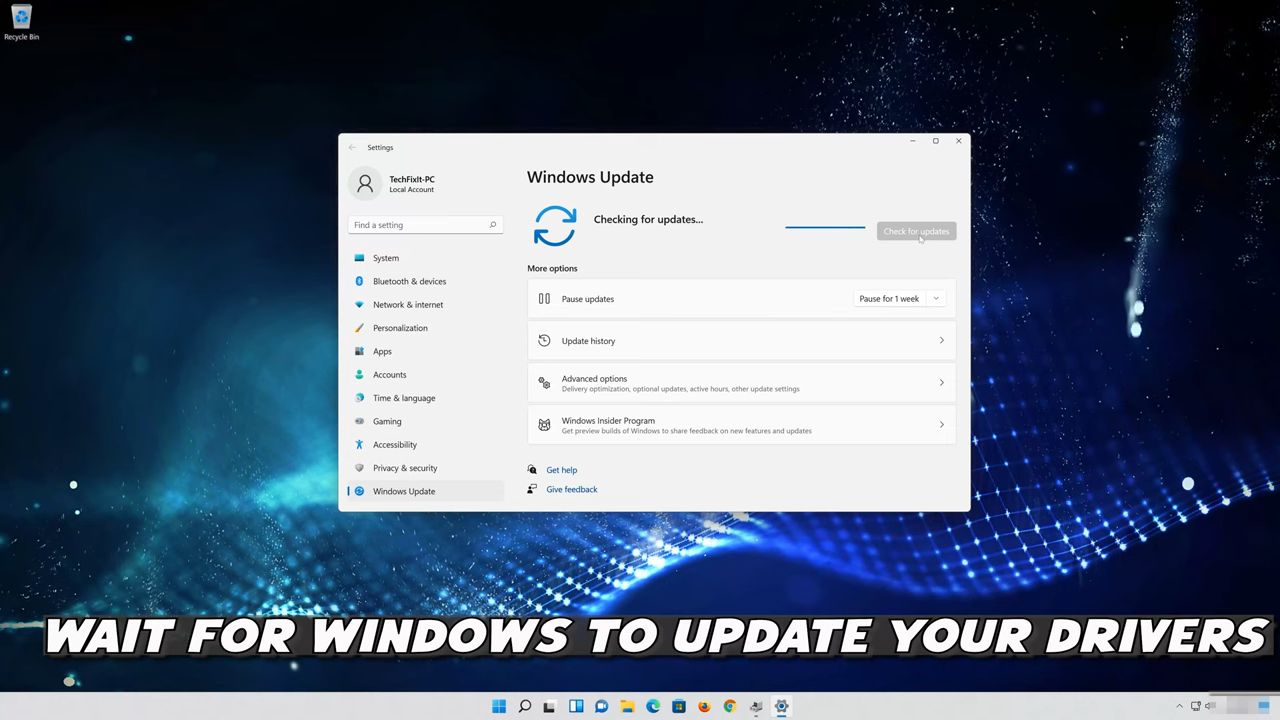 Recycle Bin
Settings
TechFixIt-PC
Local Account
Find a setting
System
Bluetooth & devices
Network & internet
Personalization
Apps
Accounts
Time & language
Gaming
Accessibility
Privacy & security
Windows Update
Windows Update
Checking for updates...
Check for updates
More options
Pause updates
Pause for 1 week
Update history
Advanced options
Delivery optimization, optional updates, active hours, other update settings
Windows Insider Program
Get preview builds of Windows to share feedback on new features and updates
Get help
Give feedback
WAIT FOR WINDOWS TO UPDATE YOUR DRIVERS